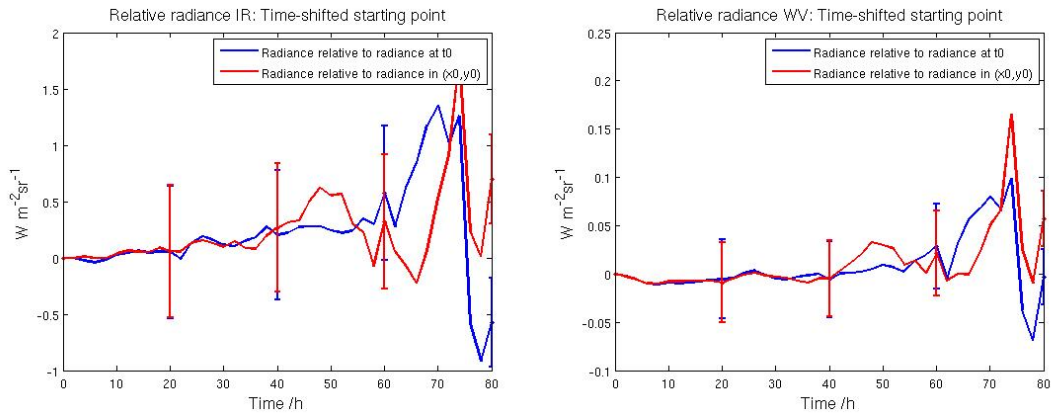 Relative radiance IR: Time-shifted starting point
2
1.5
1
0.5
0
-0.5
-1
W m-2sr-1
Radiance relative to radiance at t0
Radiance relative to radiance in (x0,y0)
0 10 20 30 40 50 60 70 80
Time /h
Relative radiance WV: Time-shifted starting point
0.25
0.2
0.15
0.1
0.05
0
-0.05
-0.1
W m-2sr-1
Radiance relative to radiance at t0
Radiance relative to radiance in (x0,y0)
0 10 20 30 40 50 60 70 80
Time /h